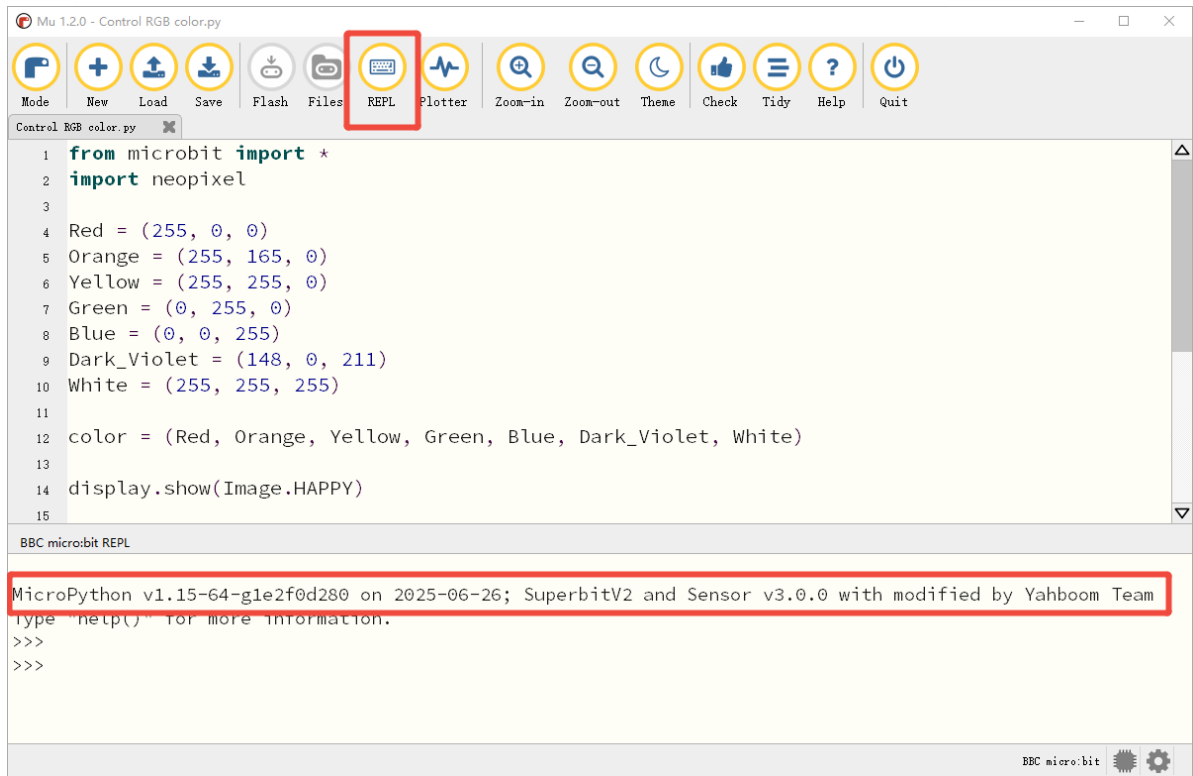 Mu 1.2.0 - Control RGB color.py
Mode New Load Save Flash Files REPL Plotter Zoom-in Zoom-out Theme Check Tidy Help Quit
Control RGB color.py
1 from microbit import *
2 import neopixel
3
4 Red = (255, 0, 0)
5 Orange = (255, 165, 0)
6 Yellow = (255, 255, 0)
7 Green = (0, 255, 0)
8 Blue = (0, 0, 255)
9 Dark_Violet = (148, 0, 211)
10 White = (255, 255, 255)
11
12 color = (Red, Orange, Yellow, Green, Blue, Dark_Violet, White)
13
14 display.show(Image.HAPPY)
15
BBC micro:bit REPL
MicroPython v1.15-64-g1e2f0d280 on 2025-06-26; SuperbitV2 and Sensor v3.0.0 with modified by Yahboom Team
Type "help()" for more information.
>>>
>>>
BBC micro:bit